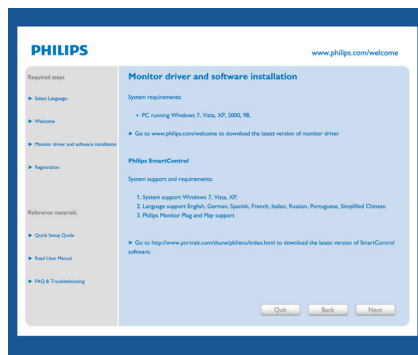 PHILIPS
www.philips.com/welcome
Required steps
► Select Language
► Welcome
► Monitor driver and software installation
► Registration
Reference materials
► Quick Setup Guide
► Read User Manual
► FAQ & Troubleshooting
Monitor driver and software installation
System requirements:
• PC running Windows 7, Vista, XP, 2000, 98.
► Go to www.philips.com/welcome to download the latest version of monitor driver
Philips SmartControl
System support and requirements:
1. System support Windows 7, Vista, XP.
2. Language support English, German, Spanish, French, Italian, Russian, Portuguese, Simplified Chinese
3. Philips Monitor Plug and Play support
► Go to http://www.portrait.com/dtune/phl/enu/index.html to download the latest version of SmartControl
software.
Quit
Back
Next